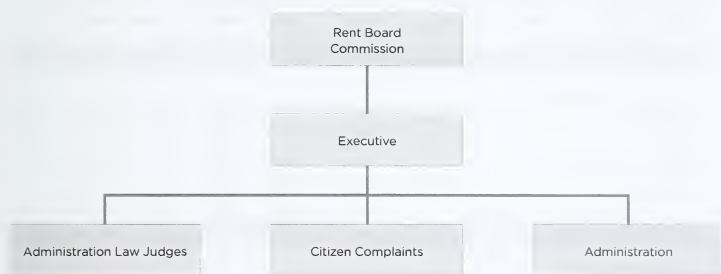 Rent Board
Commission
Executive
Administration Law Judges
Citizen Complaints
Administration